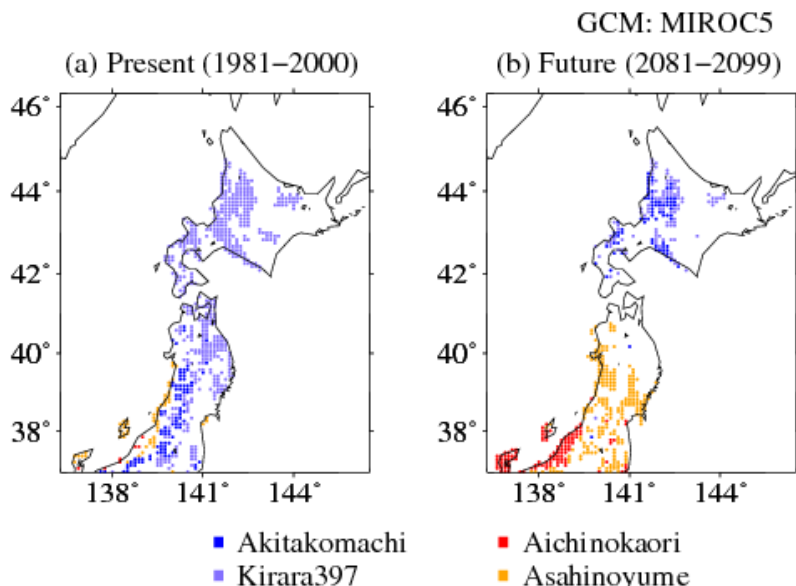 GCM: MIROC5
(a) Present (1981−2000)
(b) Future (2081−2099)
46˚
44˚
42˚
40˚
38˚
138˚ 141˚ 144˚
46˚
44˚
42˚
40˚
38˚
138˚ 141˚ 144˚
Akitakomachi
Kirara397
Aichinokaori
Asahinoyume